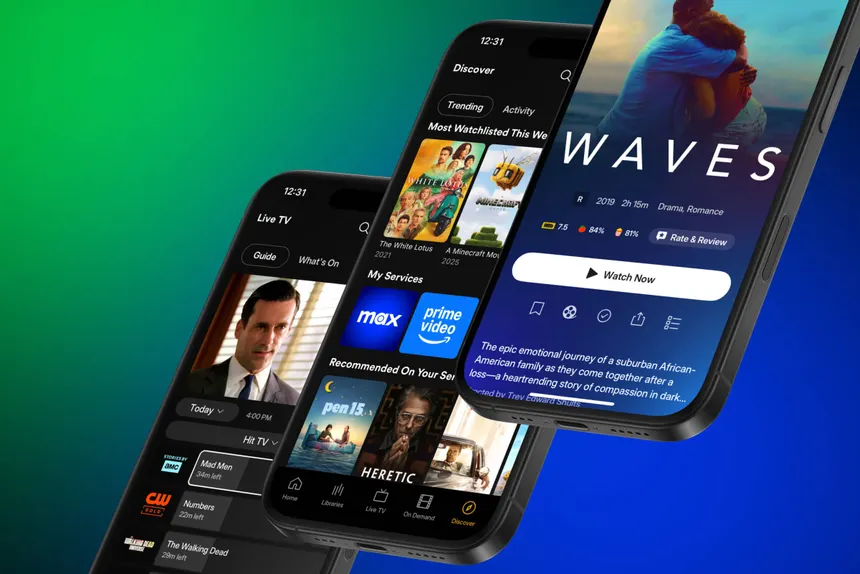 12:31
Live TV
Guide What's On
Today 4:00 PM
Hit TV
STORIES BY
AMC
Mad Men
34m left
CW
GOLD
Numbers
22m left
THE WALKING DEAD
UNIVERSE
The Walking Dead
29m left
12:31
Discover
Trending Activity
Most Watchlisted This We
WHITE LOTUS
MINECRAFT
The White Lotus
2021
A Minecraft Mov
2025
My Services
max
prime
video
Recommended On Your Ser
pen15
HERETIC
Home Libraries Live TV On Demand Discover
WAVES
R 2019 2h 15m Drama, Romance
7.5 84% 81% Rate & Review
Watch Now
The epic emotional journey of a suburban African-
American family as they come together after a
loss—a heartrending story of compassion in dark...
ected by Trey Edward Shults